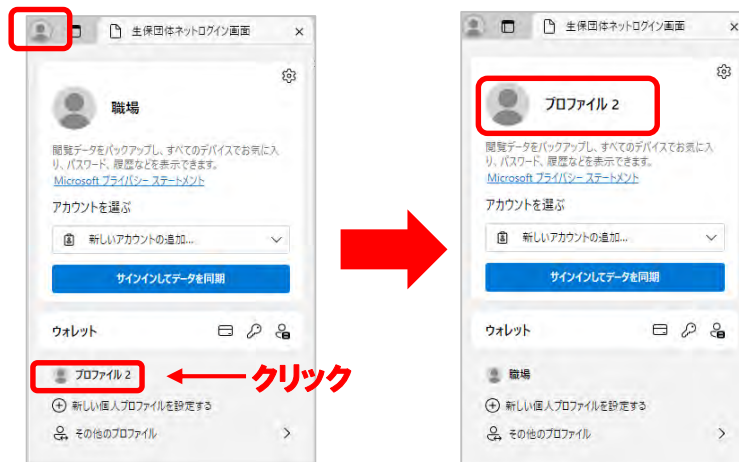 生保団体ネットログイン画面
職場
閲覧データをバックアップし、すべてのデバイスでお気に入
り、パスワード、履歴などを表示できます。
Microsoft プライバシー ステートメント
アカウントを選ぶ
新しいアカウントの追加...
サインインしてデータを同期
ウォレット
プロファイル 2
クリック
新しい個人プロファイルを設定する
その他のプロファイル
生保団体ネットログイン画面
プロファイル 2
閲覧データをバックアップし、すべてのデバイスでお気に入
り、パスワード、履歴などを表示できます。
Microsoft プライバシー ステートメント
アカウントを選ぶ
新しいアカウントの追加...
サインインしてデータを同期
ウォレット
職場
新しい個人プロファイルを設定する
その他のプロファイル